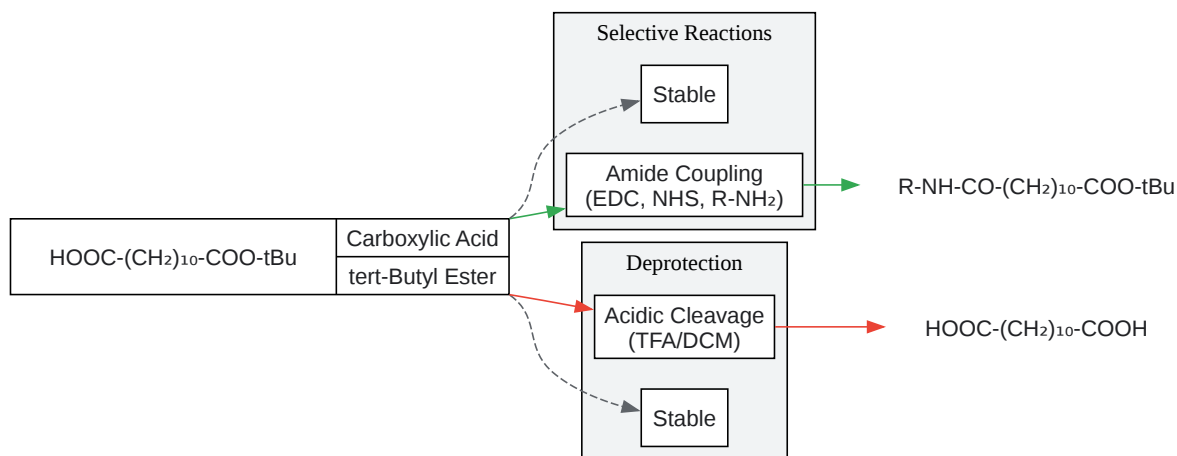 Selective Reactions
Stable
Amide Coupling
(EDC, NHS, R-NH₂)
R-NH-CO-(CH₂)₁₀-COO-tBu
HOOC-(CH₂)₁₀-COO-tBu
Carboxylic Acid
tert-Butyl Ester
Deprotection
Acidic Cleavage
(TFA/DCM)
HOOC-(CH₂)₁₀-COOH
Stable